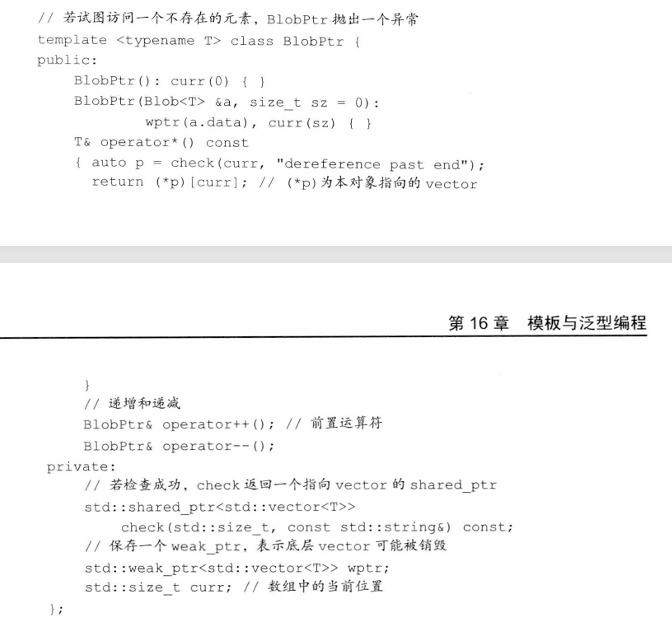 // 若试图访问一个不存在的元素，BlobPtr 抛出一个异常
template <typename T> class BlobPtr {
public:
    BlobPtr(): curr(0) { }
    BlobPtr(Blob<T> &a, size_t sz = 0):
            wptr(a.data), curr(sz) { }
    T& operator*() const
    { auto p = check(curr, "dereference past end");
      return (*p)[curr]; // (*p)为本对象指向的 vector
第 16 章　模板与泛型编程
    }
    // 递增和递减
    BlobPtr& operator++(); // 前置运算符
    BlobPtr& operator--();
private:
    // 若检查成功，check 返回一个指向 vector 的 shared_ptr
    std::shared_ptr<std::vector<T>>
        check(std::size_t, const std::string&) const;
    // 保存一个 weak_ptr，表示底层 vector 可能被销毁
    std::weak_ptr<std::vector<T>> wptr;
    std::size_t curr; // 数组中的当前位置
};